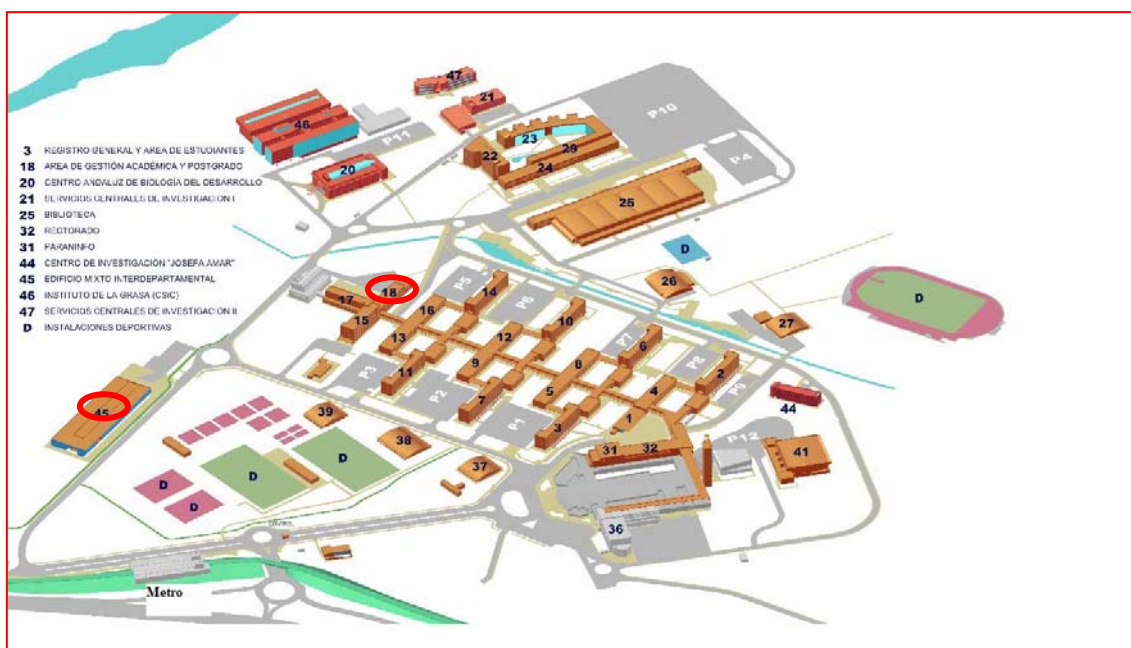 3 REGISTRO GENERAL Y AREA DE ESTUDIANTES
18 AREA DE GESTIÓN ACADÉMICA Y POSTGRADO
20 CENTRO ANDALUZ DE BIOLOGÍA DEL DESARROLLO
21 SERVICIOS CENTRALES DE INVESTIGACIÓN I
25 BIBLIOTECA
32 RECTORADO
31 PARANINFO
44 CENTRO DE INVESTIGACIÓN "JOSEFA AMAR"
45 EDIFICIO MIXTO INTERDEPARTAMENTAL
46 INSTITUTO DE LA GRASA (CSIC)
47 SERVICIOS CENTRALES DE INVESTIGACIÓN II
D INSTALACIONES DEPORTIVAS
47
21
46
P11
23
29
22
24
20
P10
P4
25
D
26
27
D
18
17
15
16
13
P5
14
P6
10
12
P3
11
P2
9
8
P7
6
P8
2
P9
7
5
4
P1
3
1
44
45
39
38
37
D
D
D
D
31
32
P12
41
36
Metro